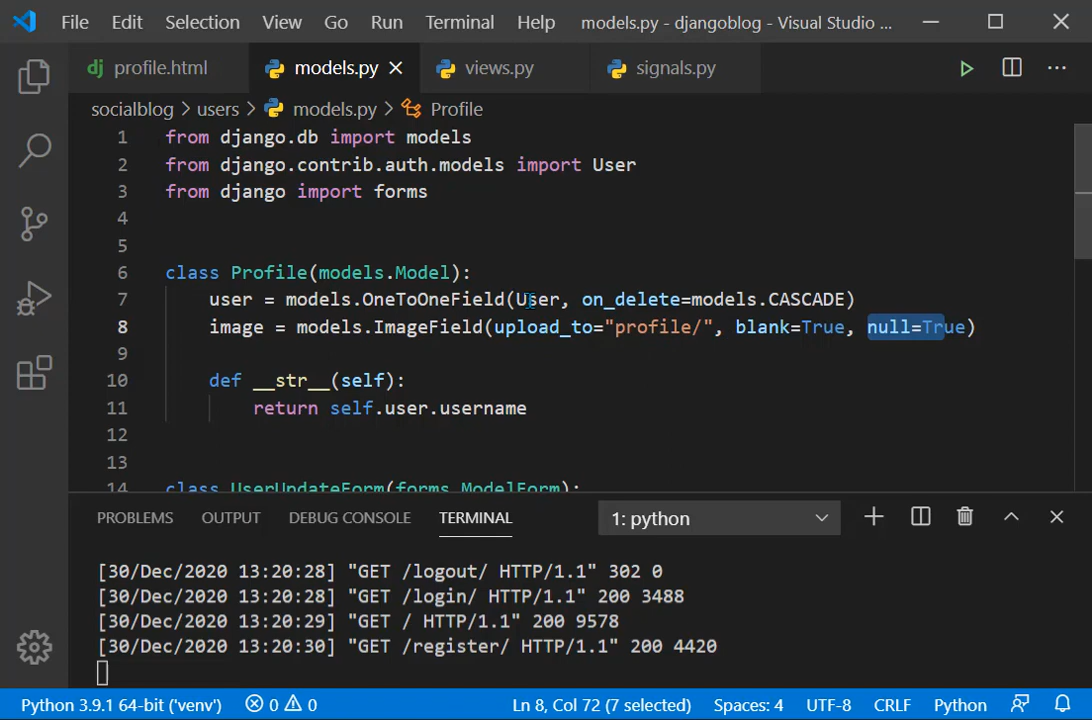 File Edit Selection View Go Run Terminal Help models.py - djangoblog - Visual Studio ...
dj profile.html models.py views.py signals.py
socialblog > users > models.py > Profile
1 from django.db import models
2 from django.contrib.auth.models import User
3 from django import forms
4
5
6 class Profile(models.Model):
7 user = models.OneToOneField(User, on_delete=models.CASCADE)
8 image = models.ImageField(upload_to="profile/", blank=True, null=True)
9
10 def __str__(self):
11 return self.user.username
12
13
14 class UserUpdateForm(forms.ModelForm):
PROBLEMS OUTPUT DEBUG CONSOLE TERMINAL 1: python
[30/Dec/2020 13:20:28] "GET /logout/ HTTP/1.1" 302 0
[30/Dec/2020 13:20:28] "GET /login/ HTTP/1.1" 200 3488
[30/Dec/2020 13:20:29] "GET / HTTP/1.1" 200 9578
[30/Dec/2020 13:20:30] "GET /register/ HTTP/1.1" 200 4420
Python 3.9.1 64-bit ('venv') 0 0 Ln 8, Col 72 (7 selected) Spaces: 4 UTF-8 CRLF Python